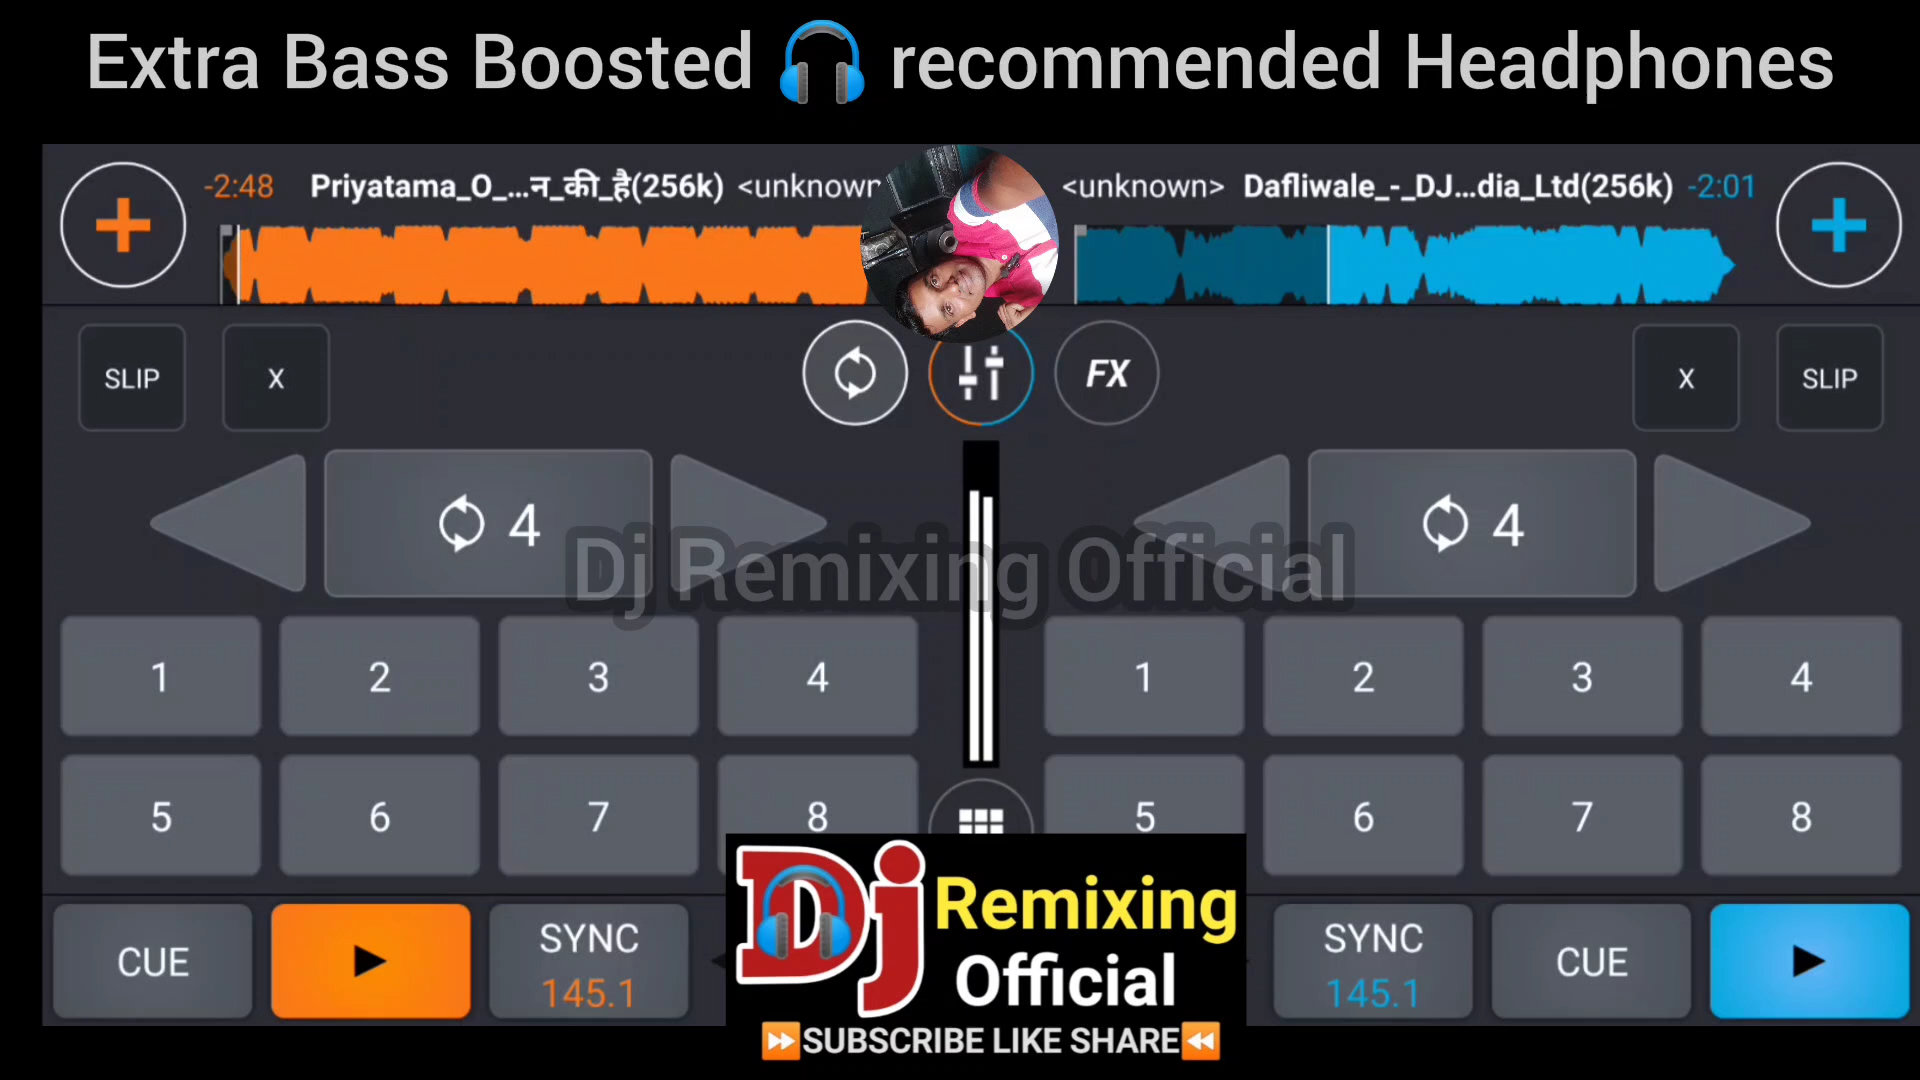 Extra Bass Boosted 🎧 recommended Headphones
-2:48 Priyatama_O_...न_की_है(256k) <unknown
<unknown> Dafliwale_-_DJ...dia_Ltd(256k) -2:01
SLIP X FX X SLIP
4 4
Dj Remixing Official
1 2 3 4 1 2 3 4
5 6 7 8 5 6 7 8
CUE SYNC 145.1
SYNC 145.1 CUE
Dj Remixing
Official
⏩SUBSCRIBE LIKE SHARE⏪